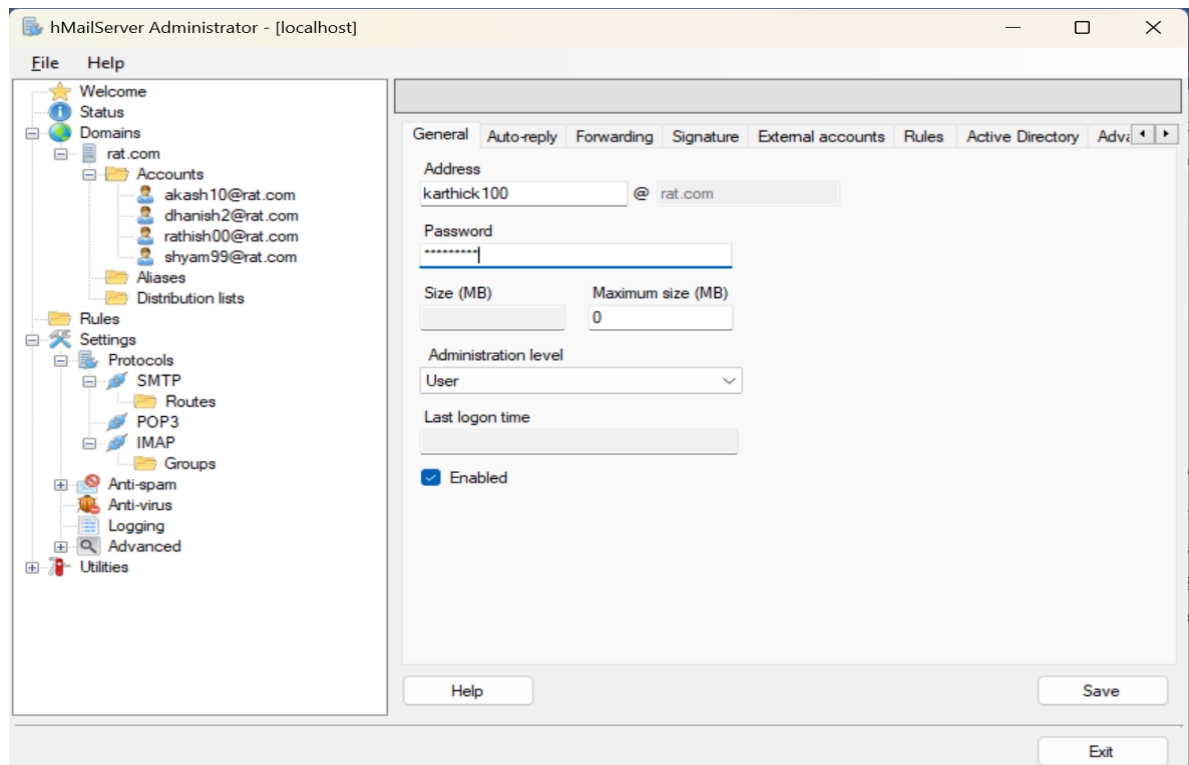 hMailServer Administrator - [localhost]
File Help
Welcome
Status
Domains
rat.com
Accounts
akash10@rat.com
dhanish2@rat.com
rathish00@rat.com
shyam99@rat.com
Aliases
Distribution lists
Rules
Settings
Protocols
SMTP
Routes
POP3
IMAP
Groups
Anti-spam
Anti-virus
Logging
Advanced
Utilities
General Auto-reply Forwarding Signature External accounts Rules Active Directory Adva
Address
karthick100 @ rat.com
Password
*********
Size (MB) Maximum size (MB)
0
Administration level
User
Last logon time
Enabled
Help Save
Exit